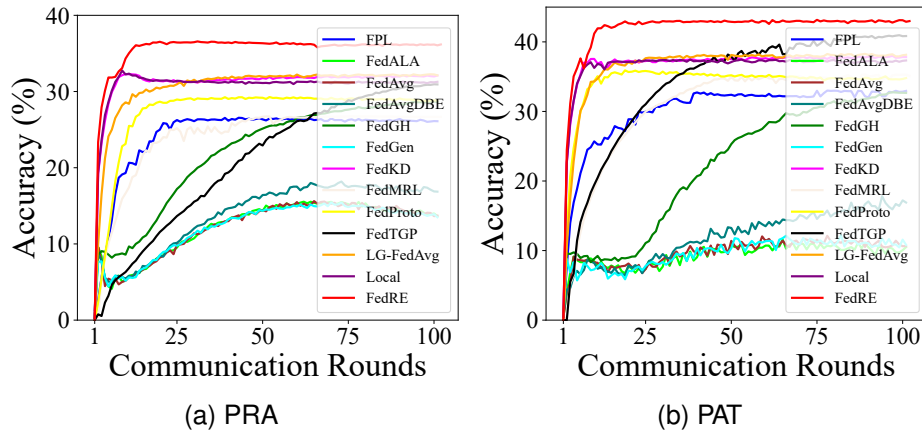 40
30
20
10
0
Accuracy (%)
FPL
FedALA
FedAvg
FedAvgDBE
FedGH
FedGen
FedKD
FedMRL
FedProto
FedTGP
LG-FedAvg
Local
FedRE
1 25 50 75 100
Communication Rounds
(a) PRA
40
30
20
10
0
Accuracy (%)
FPL
FedALA
FedAvg
FedAvgDBE
FedGH
FedGen
FedKD
FedMRL
FedProto
FedTGP
LG-FedAvg
Local
FedRE
1 25 50 75 100
Communication Rounds
(b) PAT